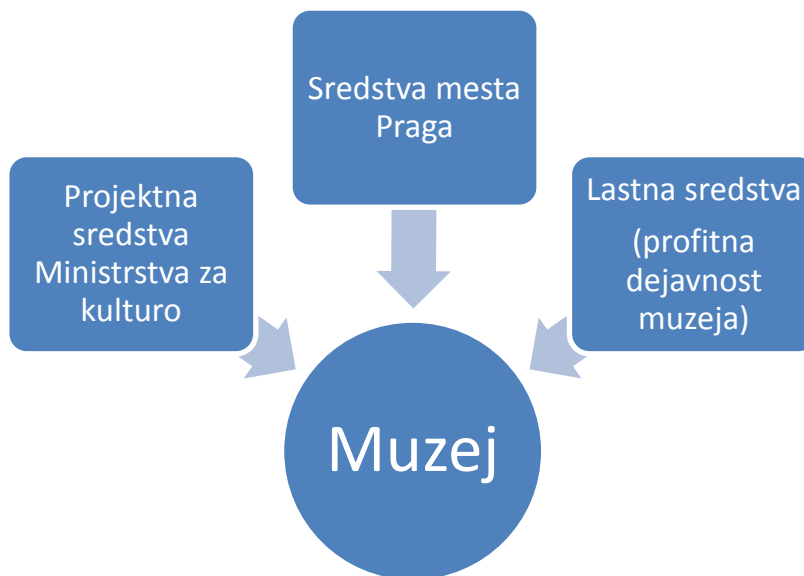 Sredstva mesta
Praga
Projektna
sredstva
Ministrstva za
kulturo
Lastna sredstva
(profitna
dejavnost
muzeja)
Muzej